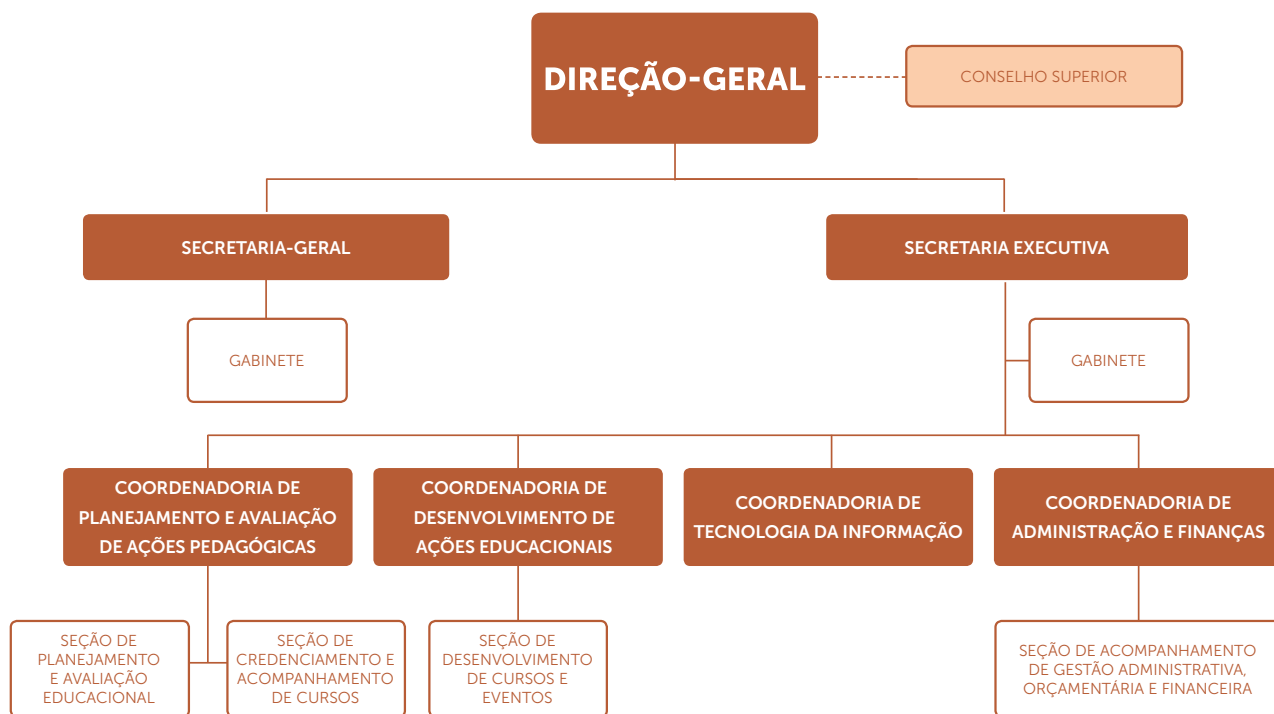 DIREÇÃO-GERAL
CONSELHO SUPERIOR
SECRETARIA-GERAL
SECRETARIA EXECUTIVA
GABINETE
GABINETE
COORDENADORIA DE
PLANEJAMENTO E AVALIAÇÃO
DE AÇÕES PEDAGÓGICAS
COORDENADORIA DE
DESENVOLVIMENTO DE
AÇÕES EDUCACIONAIS
COORDENADORIA DE
TECNOLOGIA DA INFORMAÇÃO
COORDENADORIA DE
ADMINISTRAÇÃO E FINANÇAS
SEÇÃO DE
PLANEJAMENTO
E AVALIAÇÃO
EDUCACIONAL
SEÇÃO DE
CREDENCIAMENTO E
ACOMPANHAMENTO
DE CURSOS
SEÇÃO DE
DESENVOLVIMENTO
DE CURSOS E
EVENTOS
SEÇÃO DE ACOMPANHAMENTO
DE GESTÃO ADMINISTRATIVA,
ORÇAMENTÁRIA E FINANCEIRA